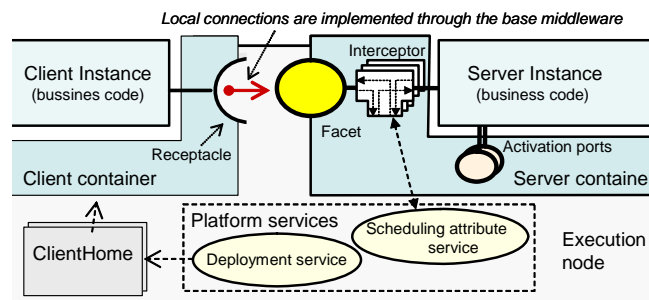 Local connections are implemented through the base middleware
Interceptor
Client Instance
(bussines code)
Server Instance
(business code)
Facet
Receptacle
Activation ports
Client container
Server container
Platform services
Scheduling attribute
service
ClientHome
Deployment service
Execution
node